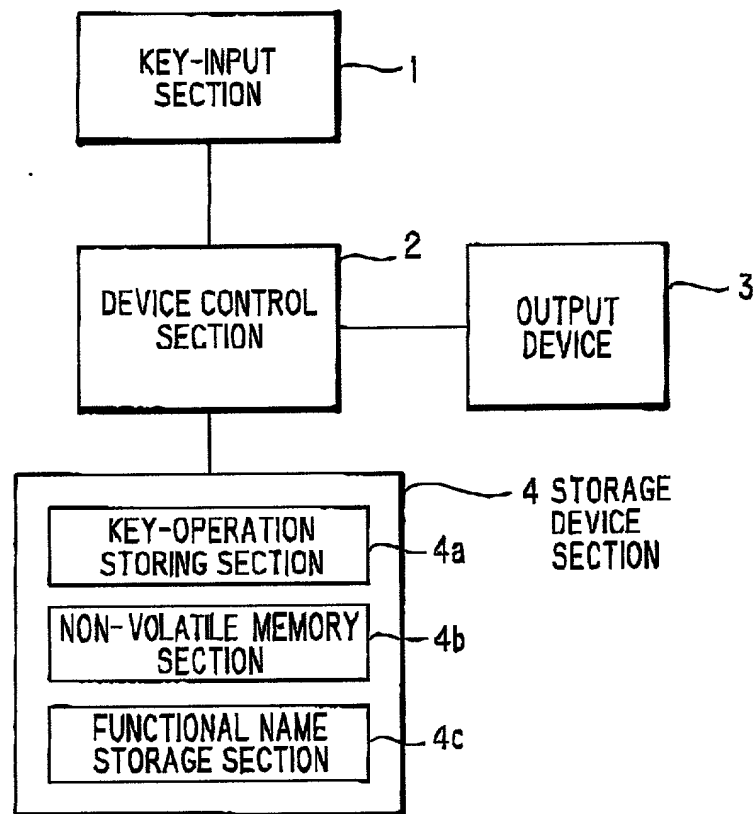 KEY-INPUT
SECTION
1
DEVICE CONTROL
SECTION
2
OUTPUT
DEVICE
3
4 STORAGE
DEVICE
SECTION
KEY-OPERATION
STORING SECTION
4a
NON-VOLATILE MEMORY
SECTION
4b
FUNCTIONAL NAME
STORAGE SECTION
4c